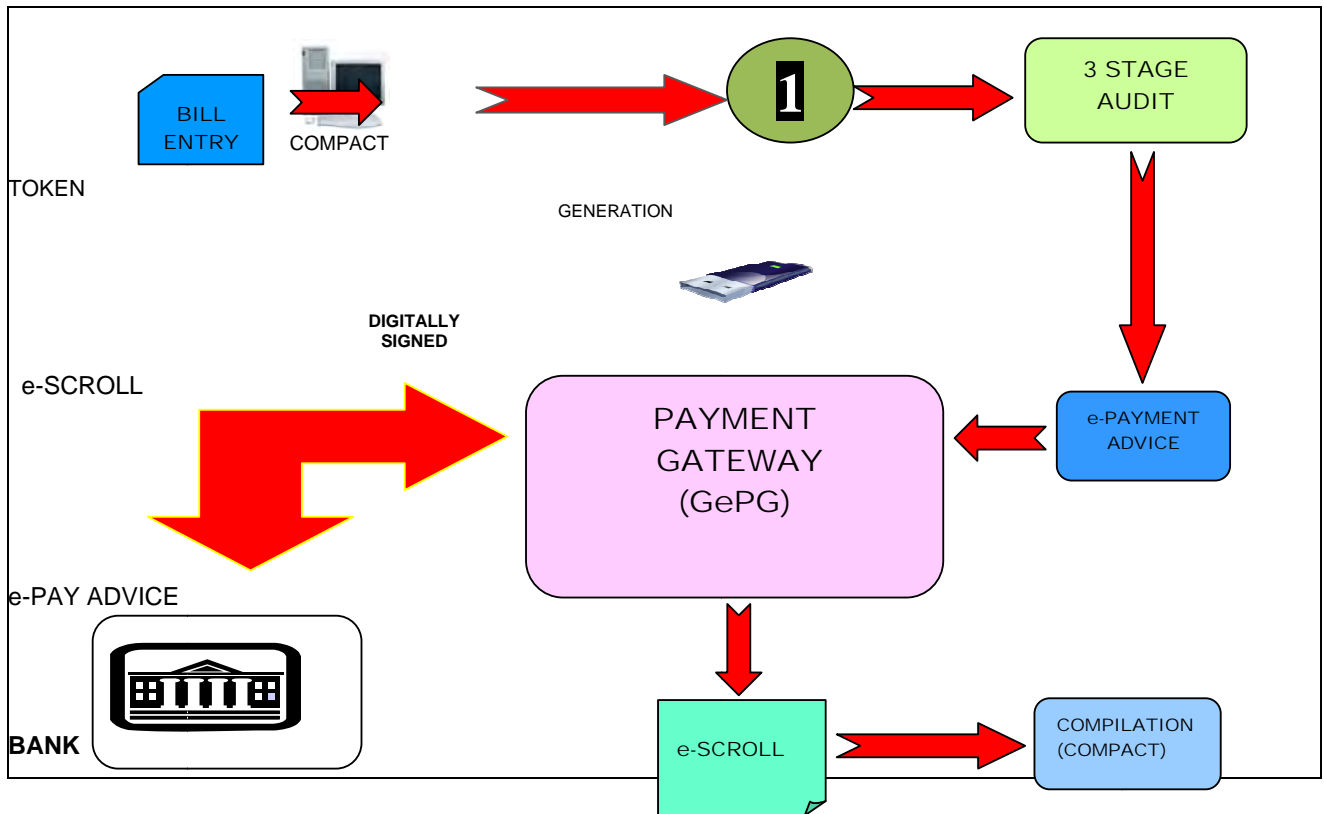 BILL
ENTRY
COMPACT
1
3 STAGE
AUDIT
TOKEN
GENERATION
DIGITALLY
SIGNED
e-SCROLL
PAYMENT
GATEWAY
(GePG)
e-PAYMENT
ADVICE
e-PAY ADVICE
BANK
e-SCROLL
COMPILATION
(COMPACT)